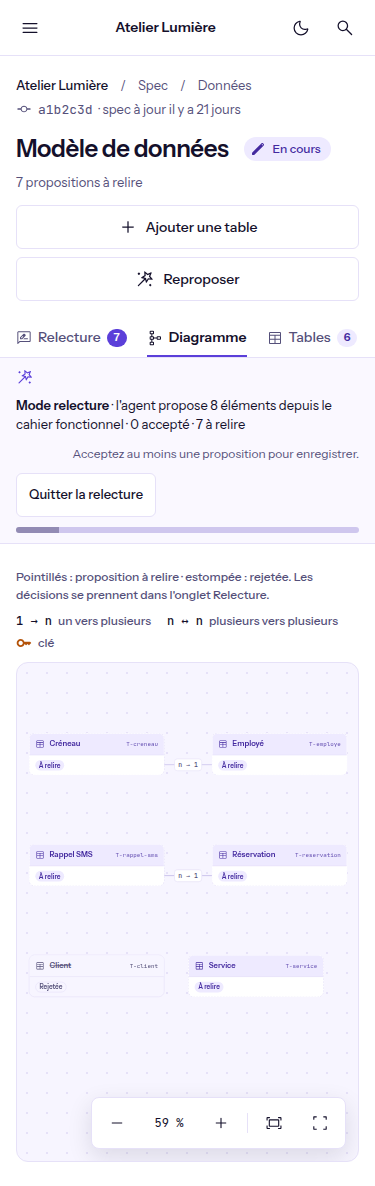 Atelier Lumière
Atelier Lumière / Spec / Données
a1b2c3d · spec à jour il y a 21 jours
Modèle de données En cours
7 propositions à relire
Ajouter une table
Reproposer
Relecture 7 Diagramme Tables 6
Mode relecture · l'agent propose 8 éléments depuis le
cahier fonctionnel · 0 accepté · 7 à relire
Acceptez au moins une proposition pour enregistrer.
Quitter la relecture
Pointillés : proposition à relire · estompée : rejetée. Les
décisions se prennent dans l'onglet Relecture.
1 → n un vers plusieurs n ↔ n plusieurs vers plusieurs
clé
Créneau T-creneau Employé T-employe
À relire n → 1 À relire
Rappel SMS T-rappel-sms Réservation T-reservation
À relire n → 1 À relire
Client T-client Service T-service
Rejetée À relire
59 %